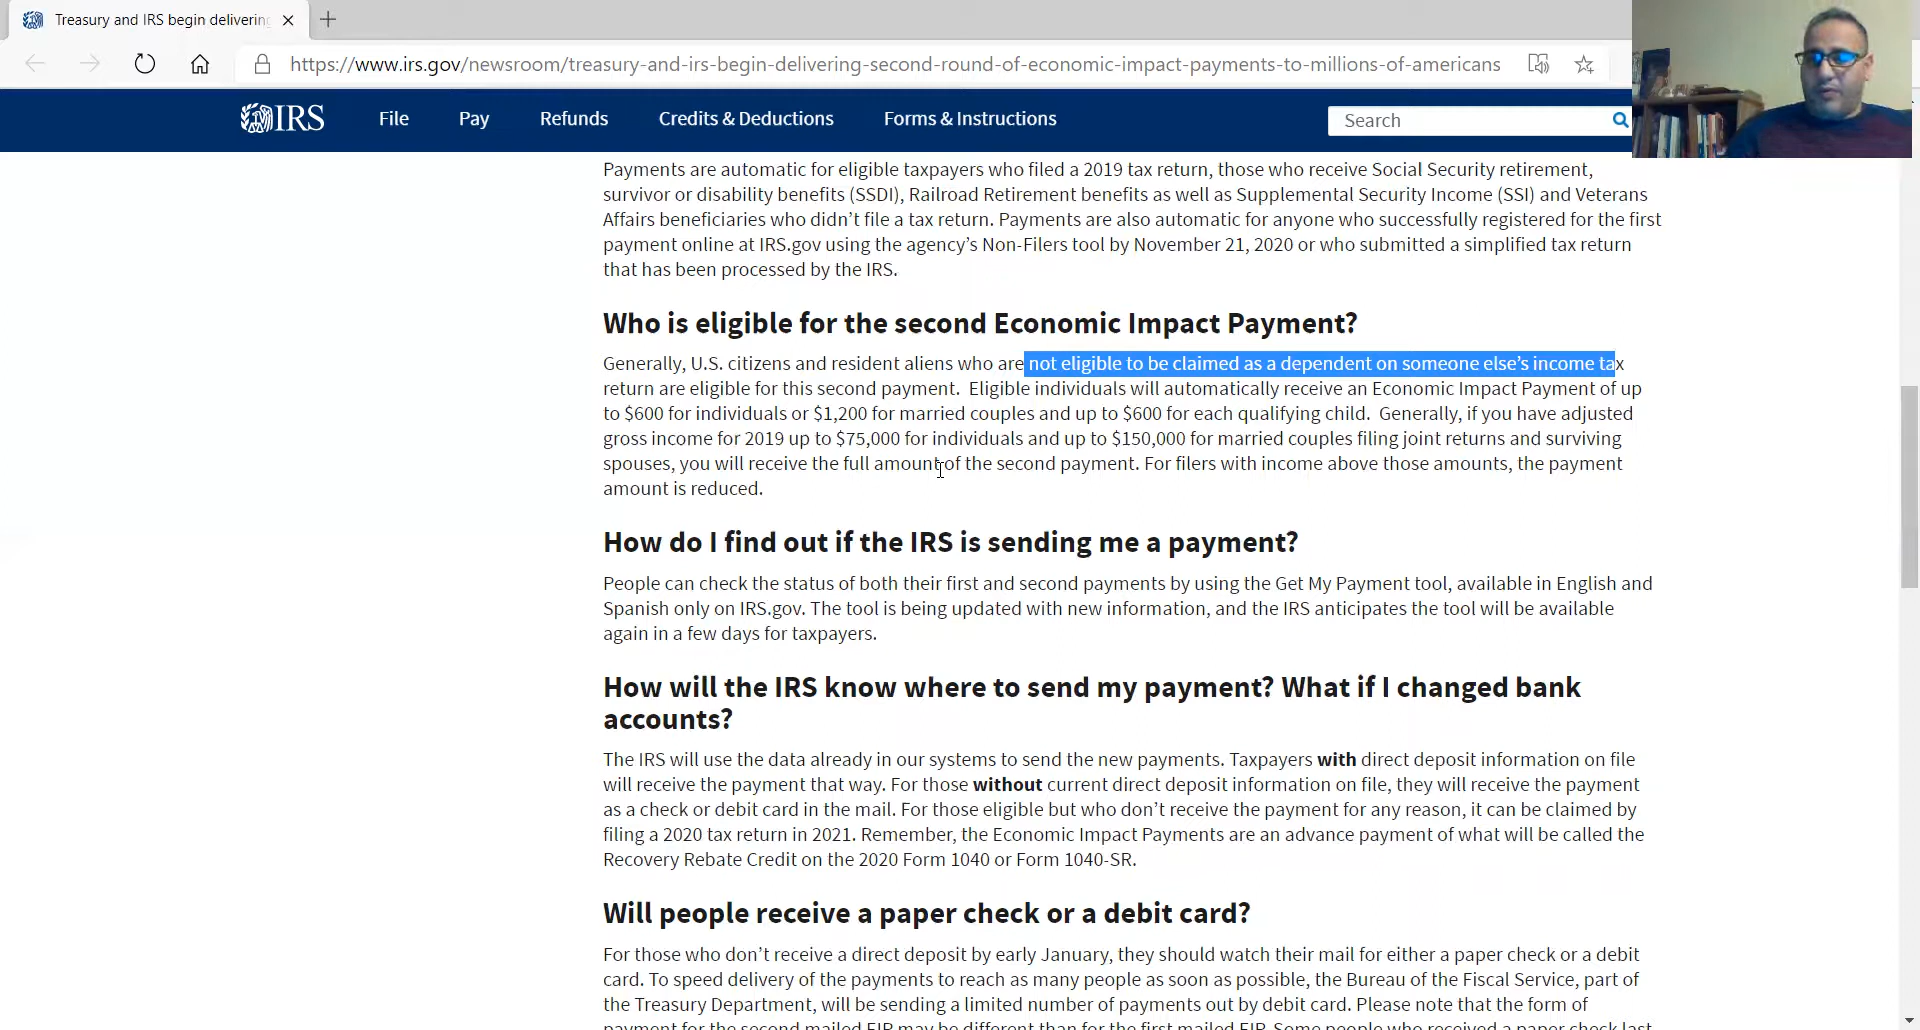 Treasury and IRS begin delivering
https://www.irs.gov/newsroom/treasury-and-irs-begin-delivering-second-round-of-economic-impact-payments-to-millions-of-americans
IRS File Pay Refunds Credits & Deductions Forms & Instructions Search
Payments are automatic for eligible taxpayers who filed a 2019 tax return, those who receive Social Security retirement,
survivor or disability benefits (SSDI), Railroad Retirement benefits as well as Supplemental Security Income (SSI) and Veterans
Affairs beneficiaries who didn’t file a tax return. Payments are also automatic for anyone who successfully registered for the first
payment online at IRS.gov using the agency’s Non-Filers tool by November 21, 2020 or who submitted a simplified tax return
that has been processed by the IRS.
Who is eligible for the second Economic Impact Payment?
Generally, U.S. citizens and resident aliens who are not eligible to be claimed as a dependent on someone else’s income tax
return are eligible for this second payment.  Eligible individuals will automatically receive an Economic Impact Payment of up
to $600 for individuals or $1,200 for married couples and up to $600 for each qualifying child.  Generally, if you have adjusted
gross income for 2019 up to $75,000 for individuals and up to $150,000 for married couples filing joint returns and surviving
spouses, you will receive the full amount of the second payment. For filers with income above those amounts, the payment
amount is reduced.
How do I find out if the IRS is sending me a payment?
People can check the status of both their first and second payments by using the Get My Payment tool, available in English and
Spanish only on IRS.gov. The tool is being updated with new information, and the IRS anticipates the tool will be available
again in a few days for taxpayers.
How will the IRS know where to send my payment? What if I changed bank
accounts?
The IRS will use the data already in our systems to send the new payments. Taxpayers with direct deposit information on file
will receive the payment that way. For those without current direct deposit information on file, they will receive the payment
as a check or debit card in the mail. For those eligible but who don’t receive the payment for any reason, it can be claimed by
filing a 2020 tax return in 2021. Remember, the Economic Impact Payments are an advance payment of what will be called the
Recovery Rebate Credit on the 2020 Form 1040 or Form 1040-SR.
Will people receive a paper check or a debit card?
For those who don’t receive a direct deposit by early January, they should watch their mail for either a paper check or a debit
card. To speed delivery of the payments to reach as many people as soon as possible, the Bureau of the Fiscal Service, part of
the Treasury Department, will be sending a limited number of payments out by debit card. Please note that the form of
payment for the second mailed EIP may be different than for the first mailed EIP. Some people who received a paper check last